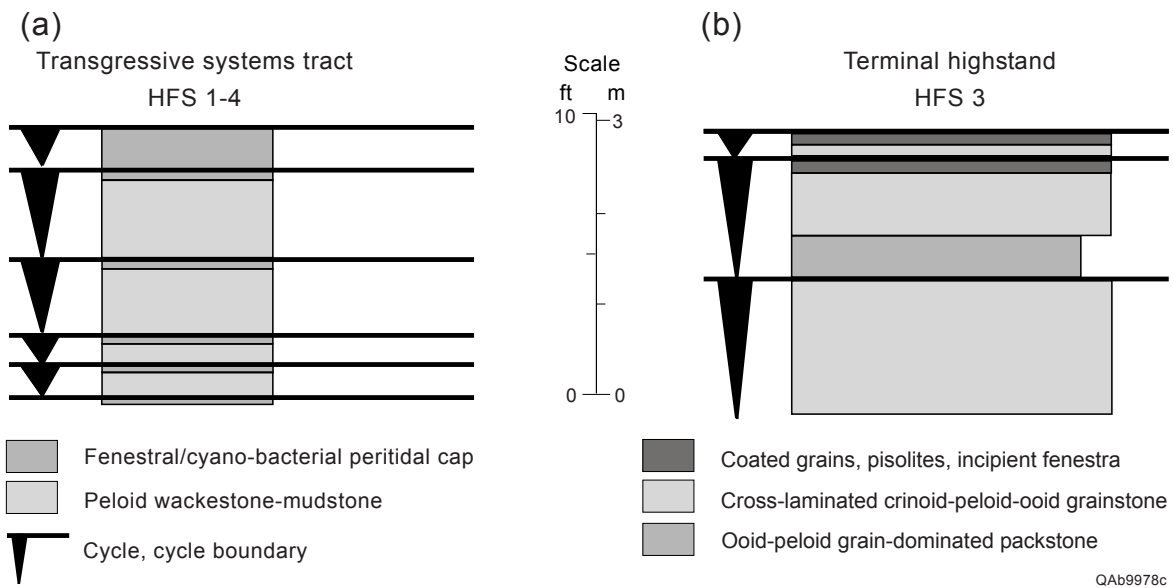 (a)
Transgressive systems tract
HFS 1-4
Scale
ft m
10 3
0 0
(b)
Terminal highstand
HFS 3
Fenestral/cyano-bacterial peritidal cap
Peloid wackestone-mudstone
Cycle, cycle boundary
Coated grains, pisolites, incipient fenestra
Cross-laminated crinoid-peloid-ooid grainstone
Ooid-peloid grain-dominated packstone
QAb9978c